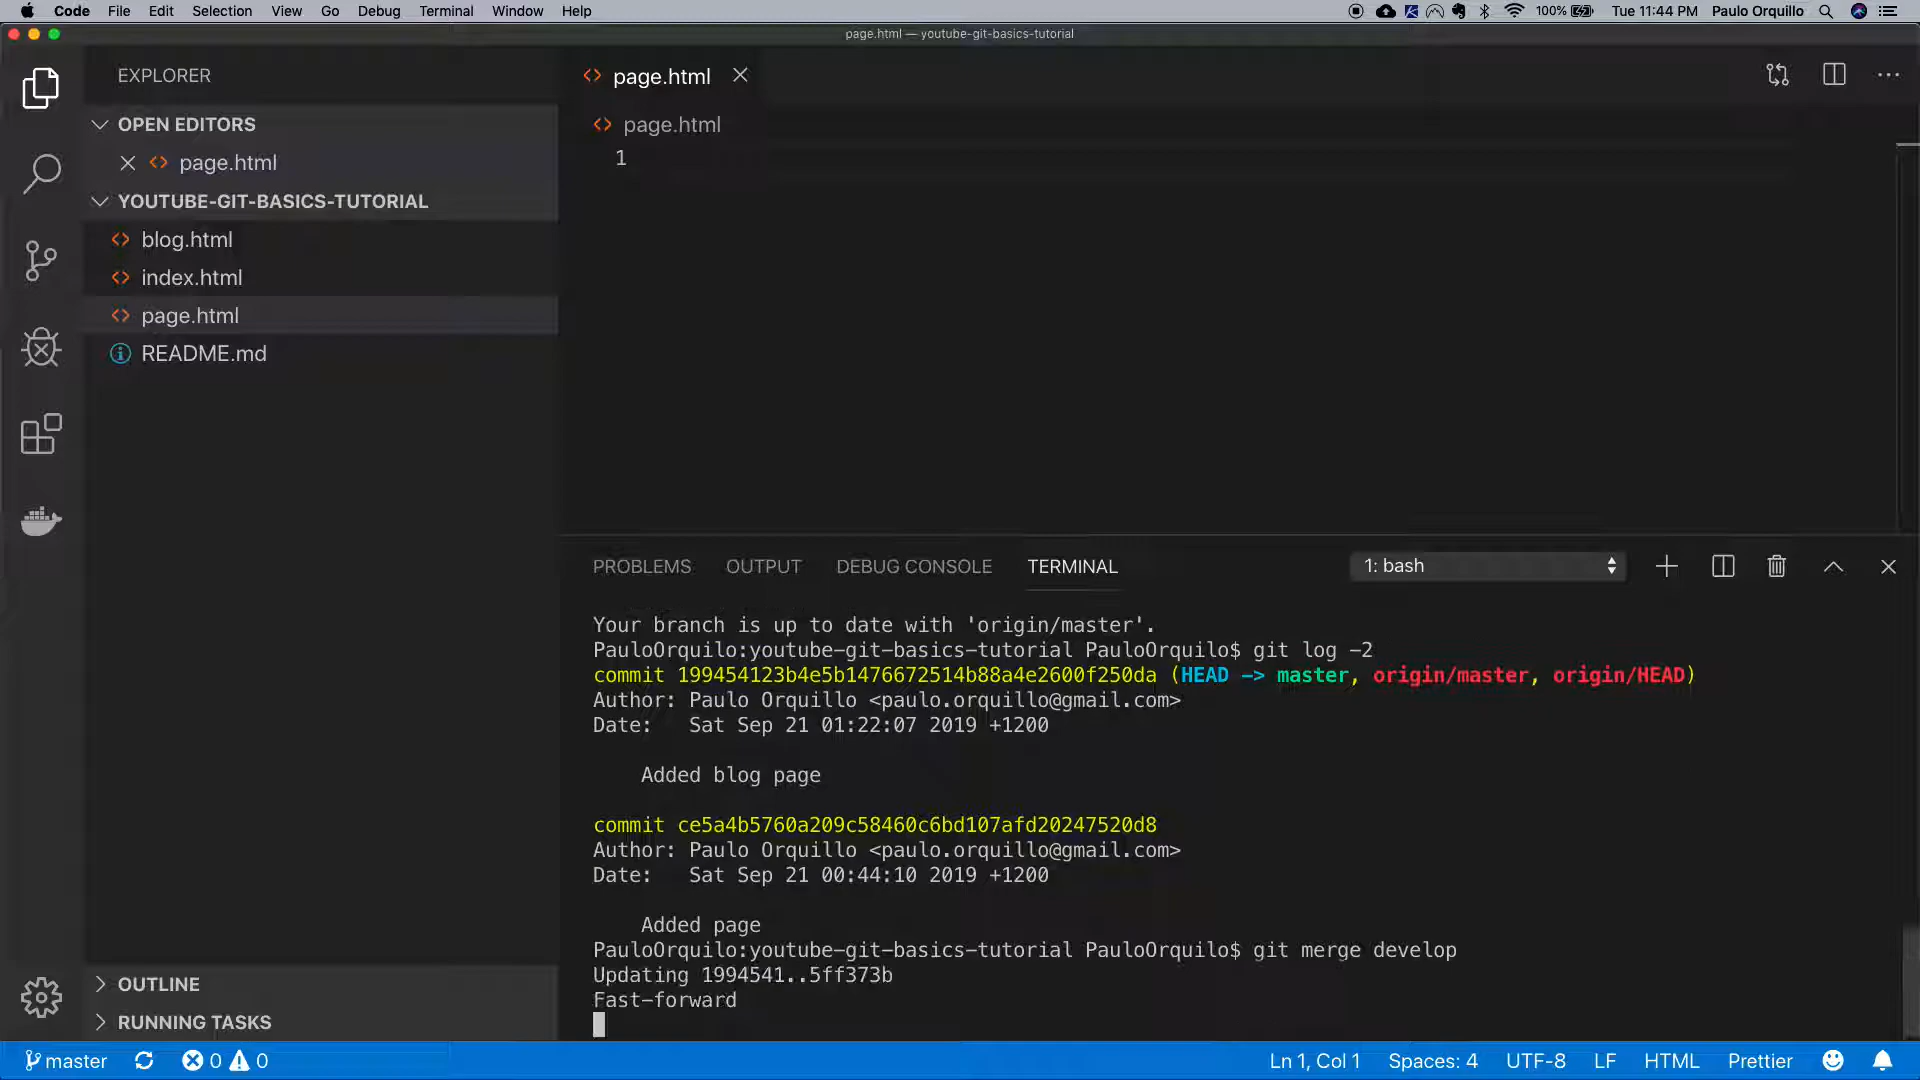 Code File Edit Selection View Go Debug Terminal Window Help 100% Tue 11:44 PM Paulo Orquillo
page.html — youtube-git-basics-tutorial
EXPLORER
OPEN EDITORS
page.html
YOUTUBE-GIT-BASICS-TUTORIAL
blog.html
index.html
page.html
README.md
OUTLINE
RUNNING TASKS
page.html
page.html
1
PROBLEMS OUTPUT DEBUG CONSOLE TERMINAL 1: bash
Your branch is up to date with 'origin/master'.
PauloOrquilo:youtube-git-basics-tutorial PauloOrquilo$ git log -2
commit 199454123b4e5b1476672514b88a4e2600f250da (HEAD -> master, origin/master, origin/HEAD)
Author: Paulo Orquillo <paulo.orquillo@gmail.com>
Date:   Sat Sep 21 01:22:07 2019 +1200
Added blog page
commit ce5a4b5760a209c58460c6bd107afd20247520d8
Author: Paulo Orquillo <paulo.orquillo@gmail.com>
Date:   Sat Sep 21 00:44:10 2019 +1200
Added page
PauloOrquilo:youtube-git-basics-tutorial PauloOrquilo$ git merge develop
Updating 1994541..5ff373b
Fast-forward
master 0 0 Ln 1, Col 1 Spaces: 4 UTF-8 LF HTML Prettier